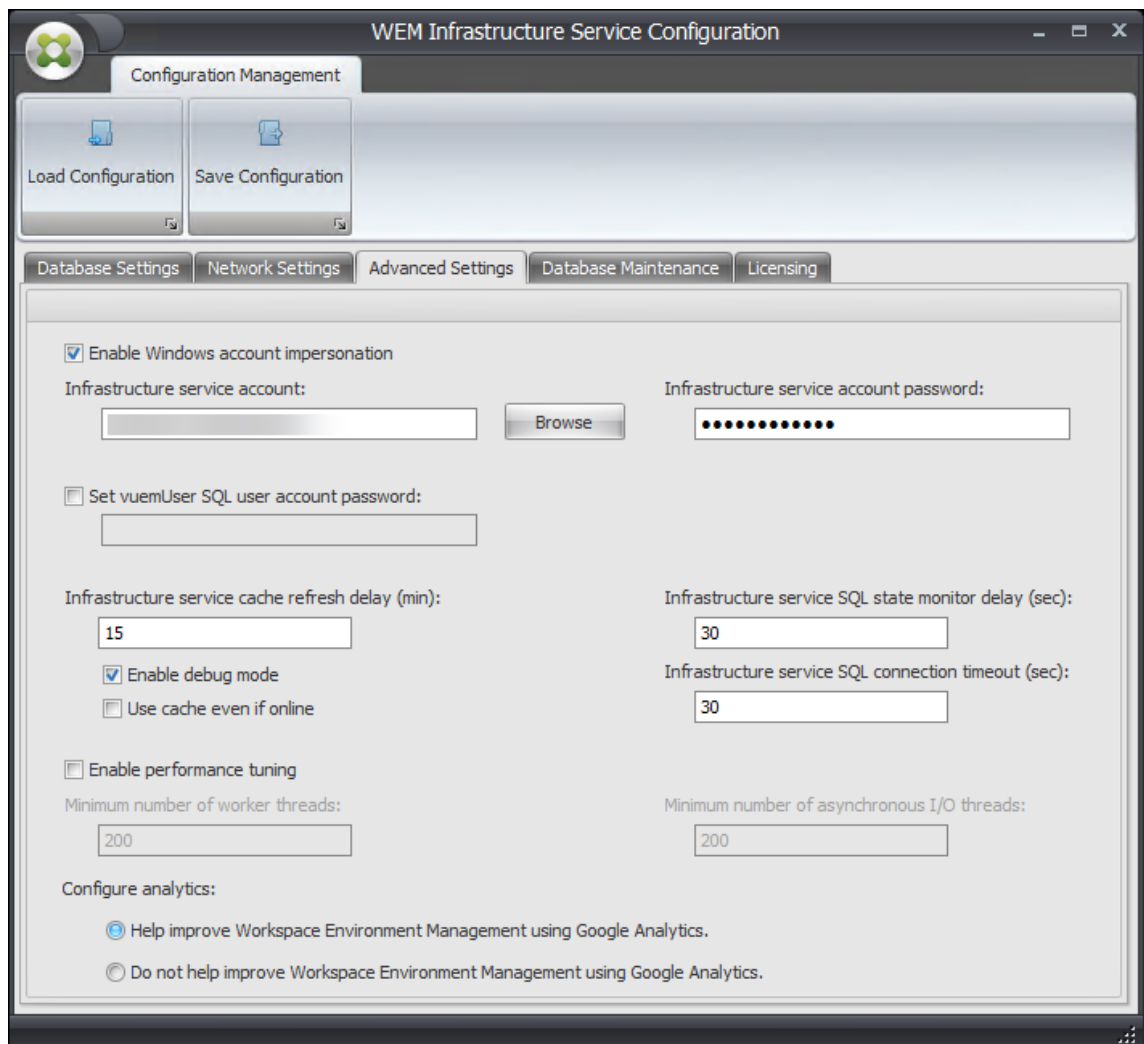 WEM Infrastructure Service Configuration
Configuration Management
Load Configuration
Save Configuration
Database Settings
Network Settings
Advanced Settings
Database Maintenance
Licensing
Enable Windows account impersonation
Infrastructure service account:
Infrastructure service account password:
Browse
Set vuemUser SQL user account password:
Infrastructure service cache refresh delay (min):
Infrastructure service SQL state monitor delay (sec):
15
30
Enable debug mode
Infrastructure service SQL connection timeout (sec):
Use cache even if online
30
Enable performance tuning
Minimum number of worker threads:
Minimum number of asynchronous I/O threads:
200
200
Configure analytics:
Help improve Workspace Environment Management using Google Analytics.
Do not help improve Workspace Environment Management using Google Analytics.